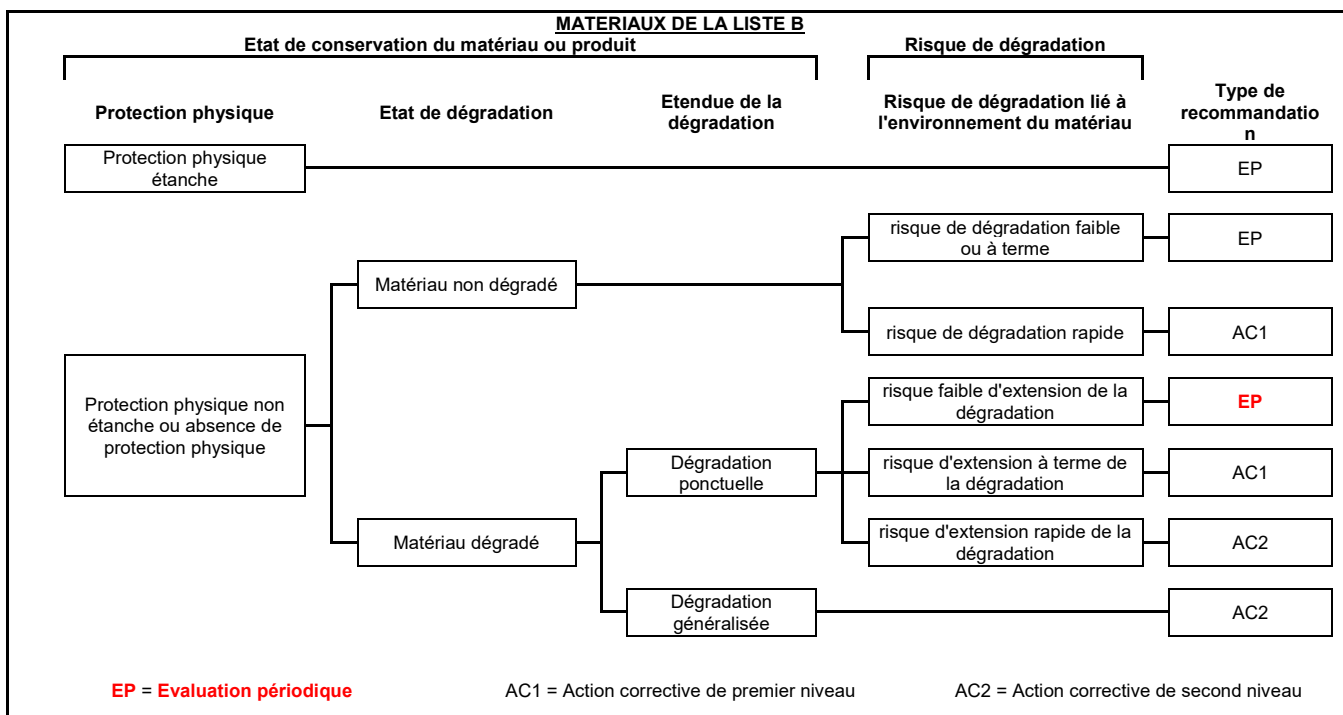 MATERIAUX DE LA LISTE B
Etat de conservation du matériau ou produit
Risque de dégradation
Protection physique
Etat de dégradation
Etendue de la
dégradation
Risque de dégradation lié à
l'environnement du matériau
Type de
recommandatio
n
Protection physique
étanche
EP
risque de dégradation faible
ou à terme
EP
Matériau non dégradé
risque de dégradation rapide
AC1
Protection physique non
étanche ou absence de
protection physique
risque faible d'extension de la
dégradation
EP
Dégradation
ponctuelle
risque d'extension à terme de
la dégradation
AC1
Matériau dégradé
risque d'extension rapide de la
dégradation
AC2
Dégradation
généralisée
AC2
EP = Evaluation périodique
AC1 = Action corrective de premier niveau
AC2 = Action corrective de second niveau